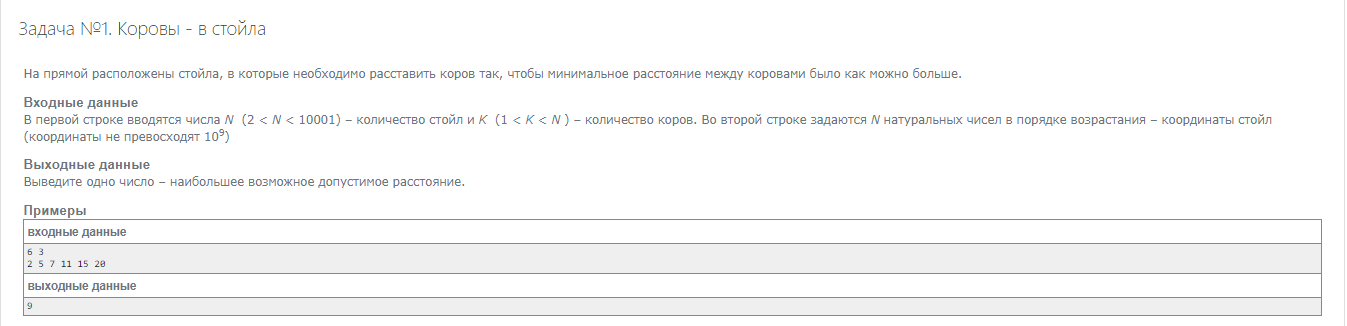 Задача №1. Коровы - в стойла
На прямой расположены стойла, в которые необходимо расставить коров так, чтобы минимальное расстояние между коровами было как можно больше.
Входные данные
В первой строке вводятся числа N (2 < N < 10001) – количество стойл и K (1 < K < N ) – количество коров. Во второй строке задаются N натуральных чисел в порядке возрастания – координаты стойл
(координаты не превосходят 10⁹)
Выходные данные
Выведите одно число – наибольшее возможное допустимое расстояние.
Примеры
входные данные
6 3
2 5 7 11 15 20
выходные данные
9